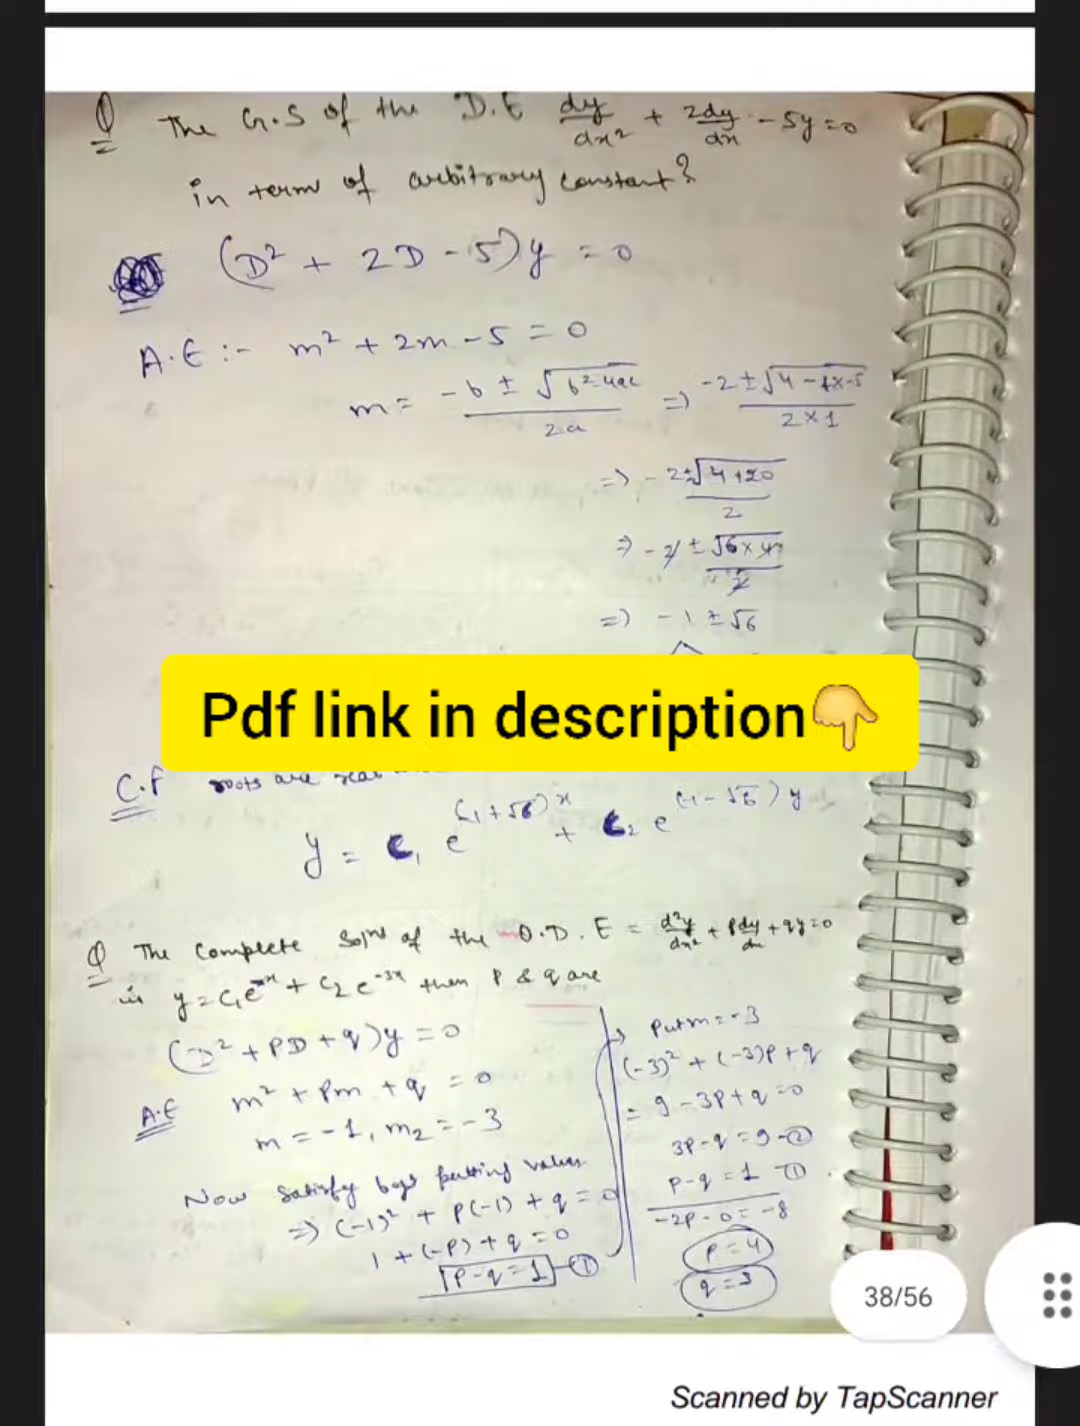 Q The G.S of the D.E dy/dx² + 2dy/dx - 5y=0
in term of arbitrary constant?
(D² + 2D - 5)y = 0
A.E :- m² + 2m - 5 = 0
m = -b ± √b²-4ac / 2a => -2±√4-4x-5 / 2×1
=> -2±√4+20 / 2
=> -2 ± √6×4 / 2
=> -1 ±√6
Pdf link in description👇
C.F roots are real
y = C₁ e^(-1+√6)x + C₂ e^(-1-√6)y
Q The Complete Soln of the O.D.E = d²y/dx² + Pdy/dx + qy=0
is y=C₁e^-x + C₂e^-3x then P & q are
(D² + PD + q)y = 0
A.E m² + Pm + q = 0
m = -1, m₂ = -3
Now satisfy by putting values
=> (-1)² + P(-1) + q = 0
1 + (-P) + q = 0
P-q=1 ①
Put m = -3
(-3)² + (-3)P + q
= 9 - 3P + q = 0
3P-q = 9 -②
P-q = 1 ①
-2P-0 = -8
P=4
q=3
38/56
Scanned by TapScanner